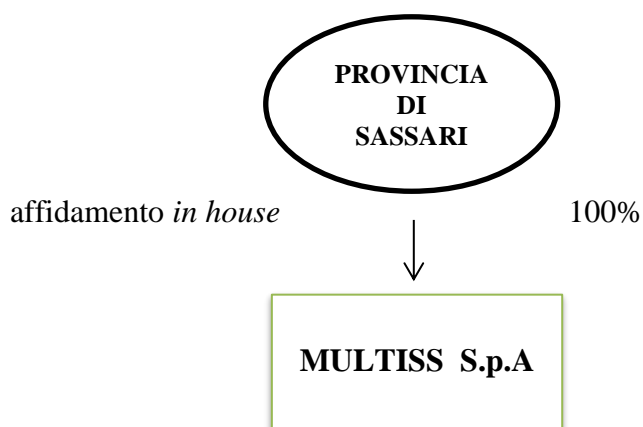 PROVINCIA
DI
SASSARI
affidamento in house 100%
MULTISS S.p.A